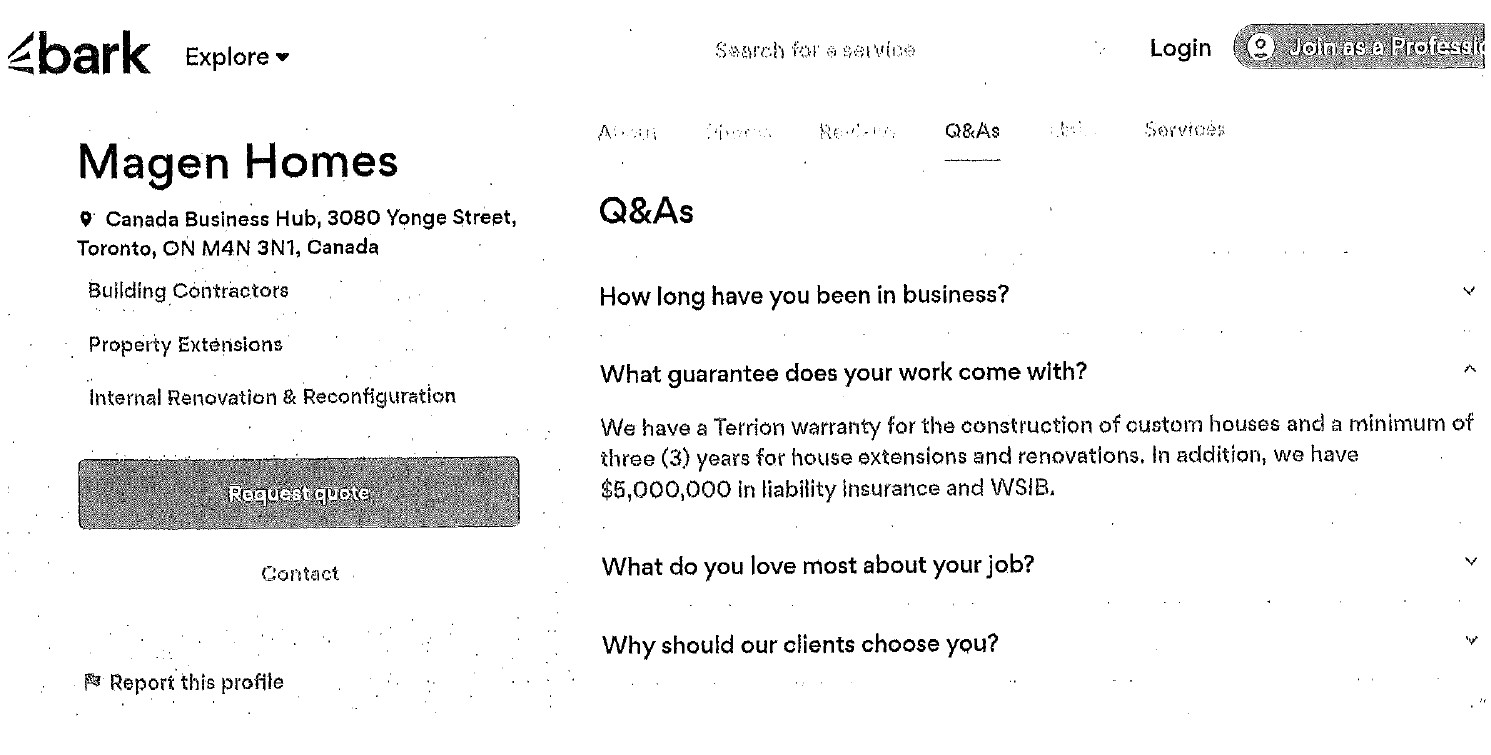 bark Explore Search for a service Login Join as a
Q&As Services
Magen Homes
Canada Business Hub, 3080 Yonge Street,
Toronto, ON M4N 3N1, Canada
Building Contractors
Property Extensions
Internal Renovation & Reconfiguration
Request quote
Contact
Report this profile
Q&As
How long have you been in business?
What guarantee does your work come with?
We have a Terrion warranty for the construction of custom houses and a minimum of
three (3) years for house extensions and renovations. In addition, we have
$5,000,000 in liability insurance and WSIB.
What do you love most about your job?
Why should our clients choose you?